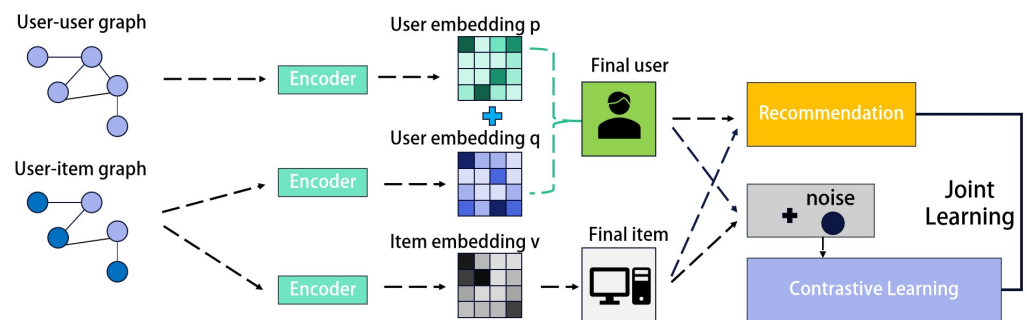 User-user graph
Encoder
User embedding p
Final user
Recommendation
User-item graph
Encoder
User embedding q
noise
Joint
Learning
Encoder
Item embedding v
Final item
Contrastive Learning